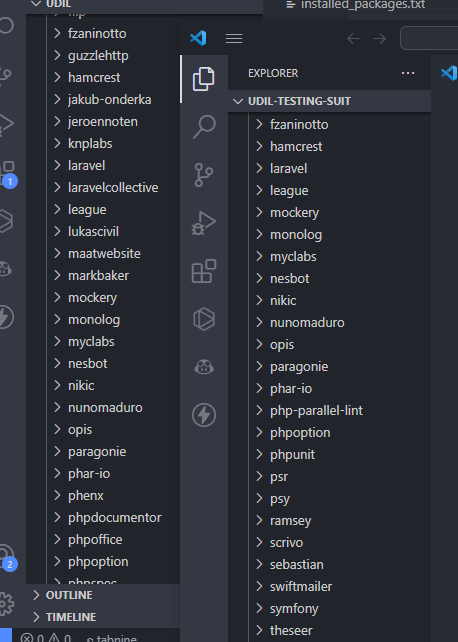 UDIL
fzaninotto
guzzlehttp
hamcrest
jakub-onderka
jeroennoten
knplabs
laravel
laravelcollective
league
lukascivil
maatwebsite
markbaker
mockery
monolog
myclabs
nesbot
nikic
nunomaduro
opis
paragonie
phar-io
phenx
phpdocumentor
phpoffice
phpoption
phpspec
OUTLINE
TIMELINE
0 0 tabnine
1
2
installed_packages.txt
EXPLORER
UDIL-TESTING-SUIT
fzaninotto
hamcrest
laravel
league
mockery
monolog
myclabs
nesbot
nikic
nunomaduro
opis
paragonie
phar-io
php-parallel-lint
phpoption
phpunit
psr
psy
ramsey
scrivo
sebastian
swiftmailer
symfony
theseer